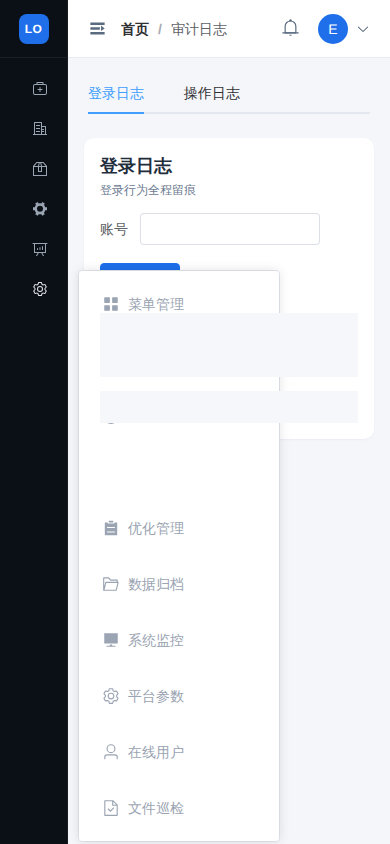 LO
首页 / 审计日志
E
登录日志 操作日志
登录日志
登录行为全程留痕
账号
菜单管理
优化管理
数据归档
系统监控
平台参数
在线用户
文件巡检